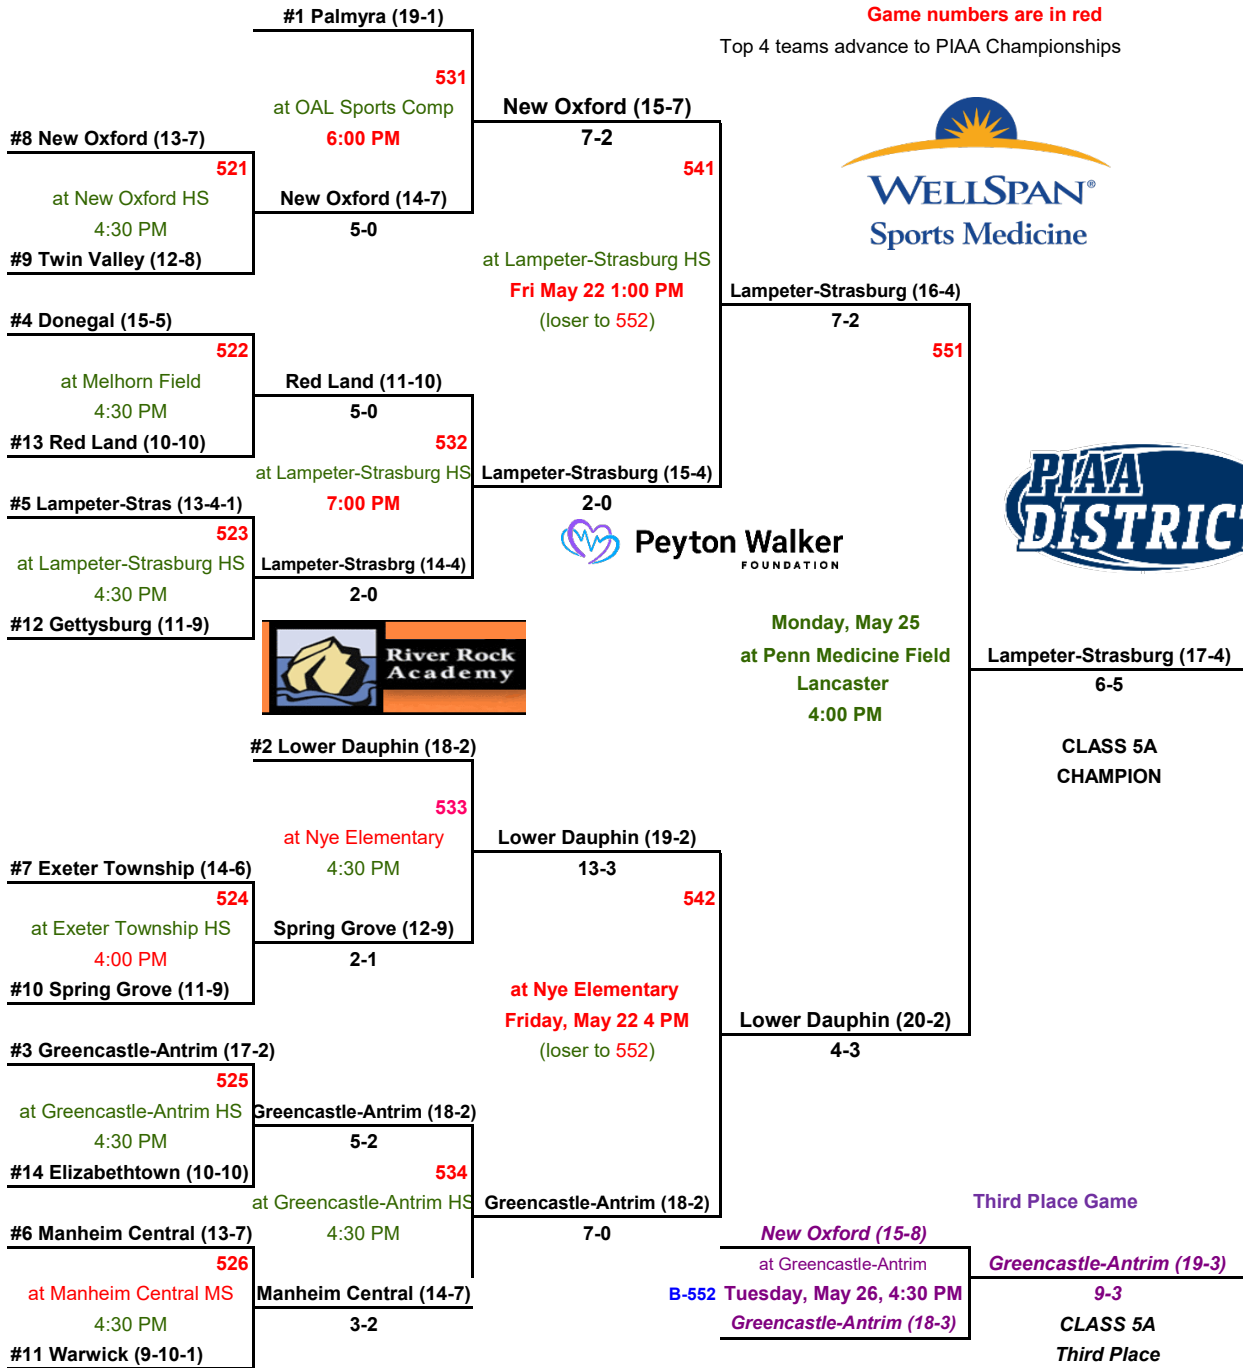 #1 Palmyra (19-1)
Game numbers are in red
Top 4 teams advance to PIAA Championships
531
at OAL Sports Comp
6:00 PM
New Oxford (15-7)
7-2
#8 New Oxford (13-7)
521
at New Oxford HS
4:30 PM
#9 Twin Valley (12-8)
New Oxford (14-7)
5-0
541
WELLSPAN®
Sports Medicine
at Lampeter-Strasburg HS
Fri May 22 1:00 PM
(loser to 552)
Lampeter-Strasburg (16-4)
7-2
551
#4 Donegal (15-5)
522
at Melhorn Field
4:30 PM
#13 Red Land (10-10)
Red Land (11-10)
5-0
532
at Lampeter-Strasburg HS
7:00 PM
Lampeter-Strasburg (15-4)
2-0
#5 Lampeter-Stras (13-4-1)
523
at Lampeter-Strasburg HS
4:30 PM
#12 Gettysburg (11-9)
Lampeter-Strasbrg (14-4)
2-0
Peyton Walker
FOUNDATION
PIAA
DISTRIC
River Rock
Academy
Monday, May 25
at Penn Medicine Field
Lancaster
4:00 PM
Lampeter-Strasburg (17-4)
6-5
CLASS 5A
CHAMPION
#2 Lower Dauphin (18-2)
533
at Nye Elementary
4:30 PM
Lower Dauphin (19-2)
13-3
#7 Exeter Township (14-6)
524
at Exeter Township HS
4:00 PM
#10 Spring Grove (11-9)
Spring Grove (12-9)
2-1
542
at Nye Elementary
Friday, May 22 4 PM
(loser to 552)
Lower Dauphin (20-2)
4-3
#3 Greencastle-Antrim (17-2)
525
at Greencastle-Antrim HS
4:30 PM
#14 Elizabethtown (10-10)
Greencastle-Antrim (18-2)
5-2
534
at Greencastle-Antrim HS
4:30 PM
Greencastle-Antrim (18-2)
7-0
#6 Manheim Central (13-7)
526
at Manheim Central MS
4:30 PM
#11 Warwick (9-10-1)
Manheim Central (14-7)
3-2
Third Place Game
New Oxford (15-8)
at Greencastle-Antrim
B-552 Tuesday, May 26, 4:30 PM
Greencastle-Antrim (18-3)
Greencastle-Antrim (19-3)
9-3
CLASS 5A
Third Place